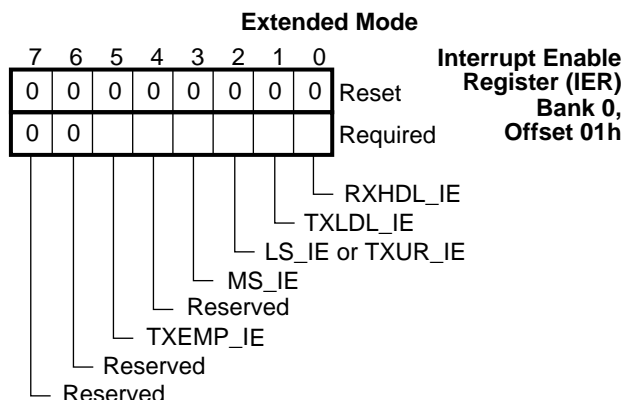 Extended Mode
7 6 5 4 3 2 1 0
Interrupt Enable
Register (IER)
Bank 0,
Offset 01h
0 0 0 0 0 0 0 0 Reset
0 0 Required
RXHDL_IE
TXLDL_IE
LS_IE or TXUR_IE
MS_IE
Reserved
TXEMP_IE
Reserved
Reserved